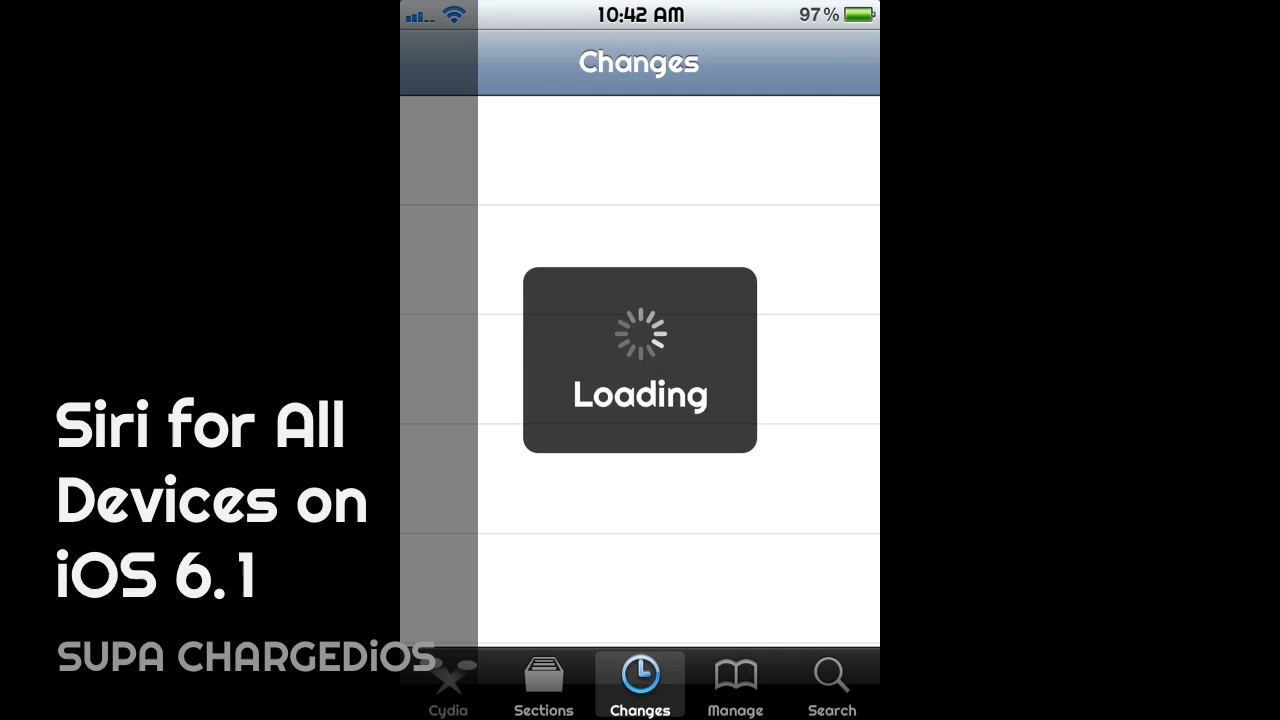 10:42 AM
97%
Changes
Loading
Siri for All
Devices on
iOS 6.1
SUPA CHARGEDiOS
Cydia
Sections
Changes
Manage
Search